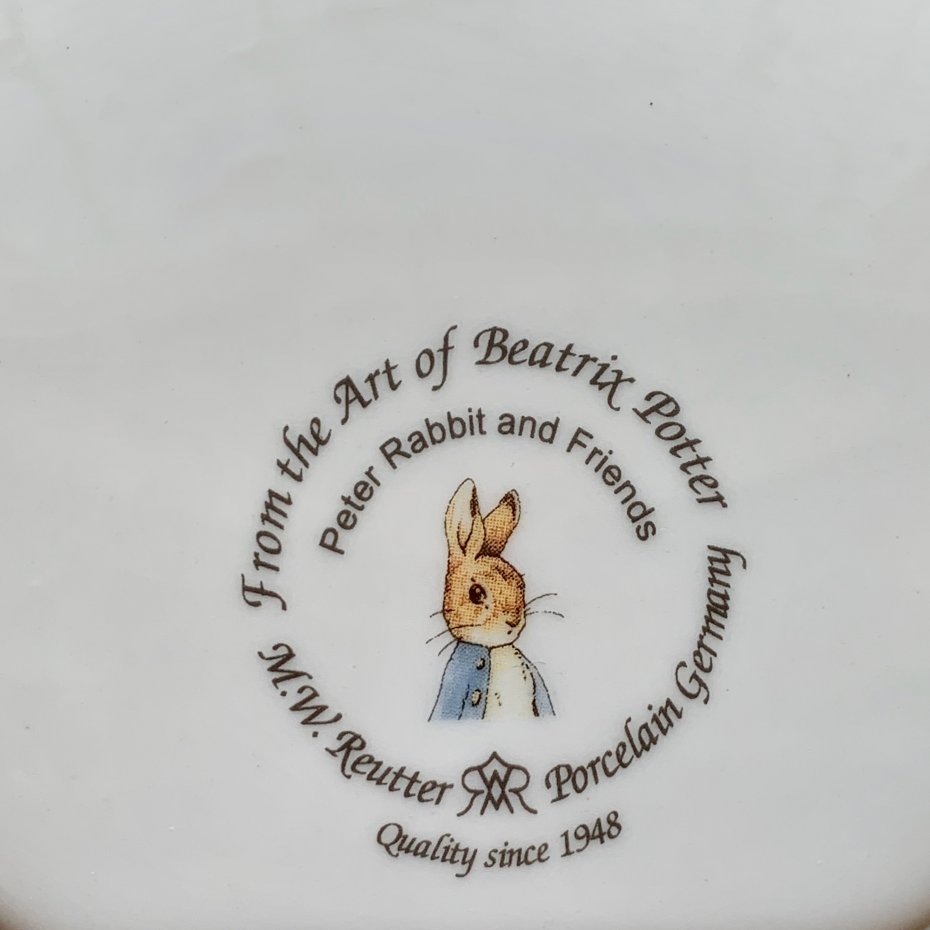 From the Art of Beatrix Potter
Peter Rabbit and Friends
M.W. Reutter Porcelain Germany
Quality since 1948